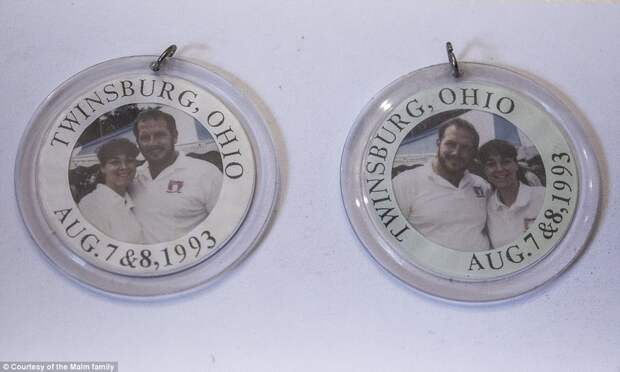 TWINSBURG, OHIO
AUG. 7 & 8, 1993
TWINSBURG, OHIO
AUG. 7 & 8, 1993
© Courtesy of the Malm family